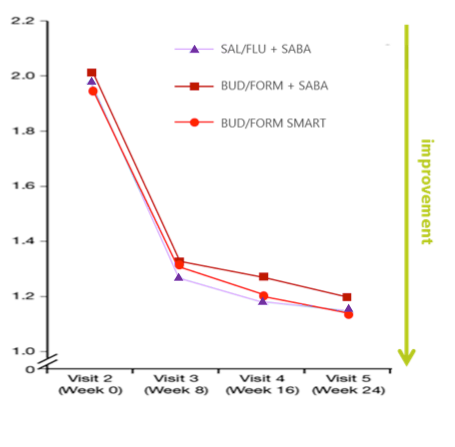 2.2
2.0
1.8
1.6
1.4
1.2
1.0
0
SAL/FLU + SABA
BUD/FORM + SABA
BUD/FORM SMART
improvement
Visit 2 Visit 3 Visit 4 Visit 5
(Week 0) (Week 8) (Week 16) (Week 24)